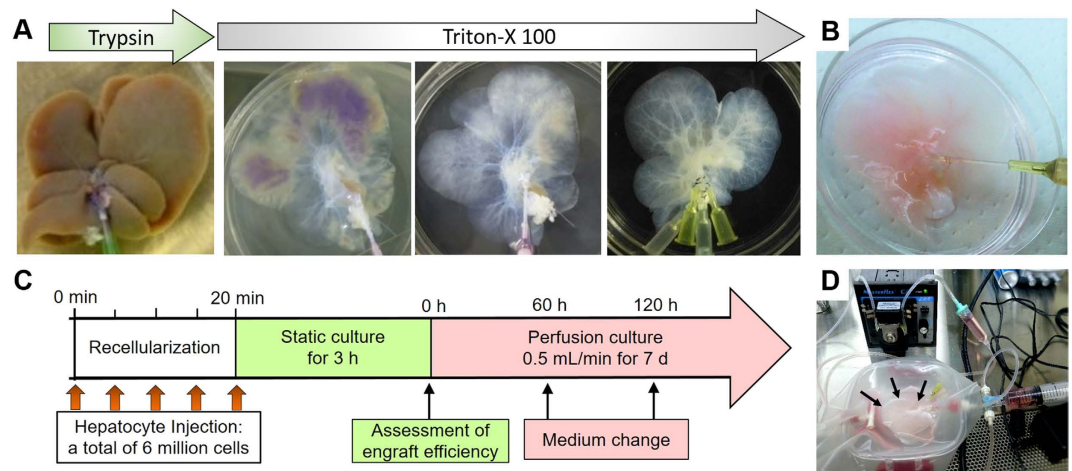 A
Trypsin
Triton-X 100
B
C
0 min
20 min
0 h
60 h
120 h
Recellularization
Static culture
for 3 h
Perfusion culture
0.5 mL/min for 7 d
Hepatocyte Injection:
a total of 6 million cells
Assessment of
engraft efficiency
Medium change
D